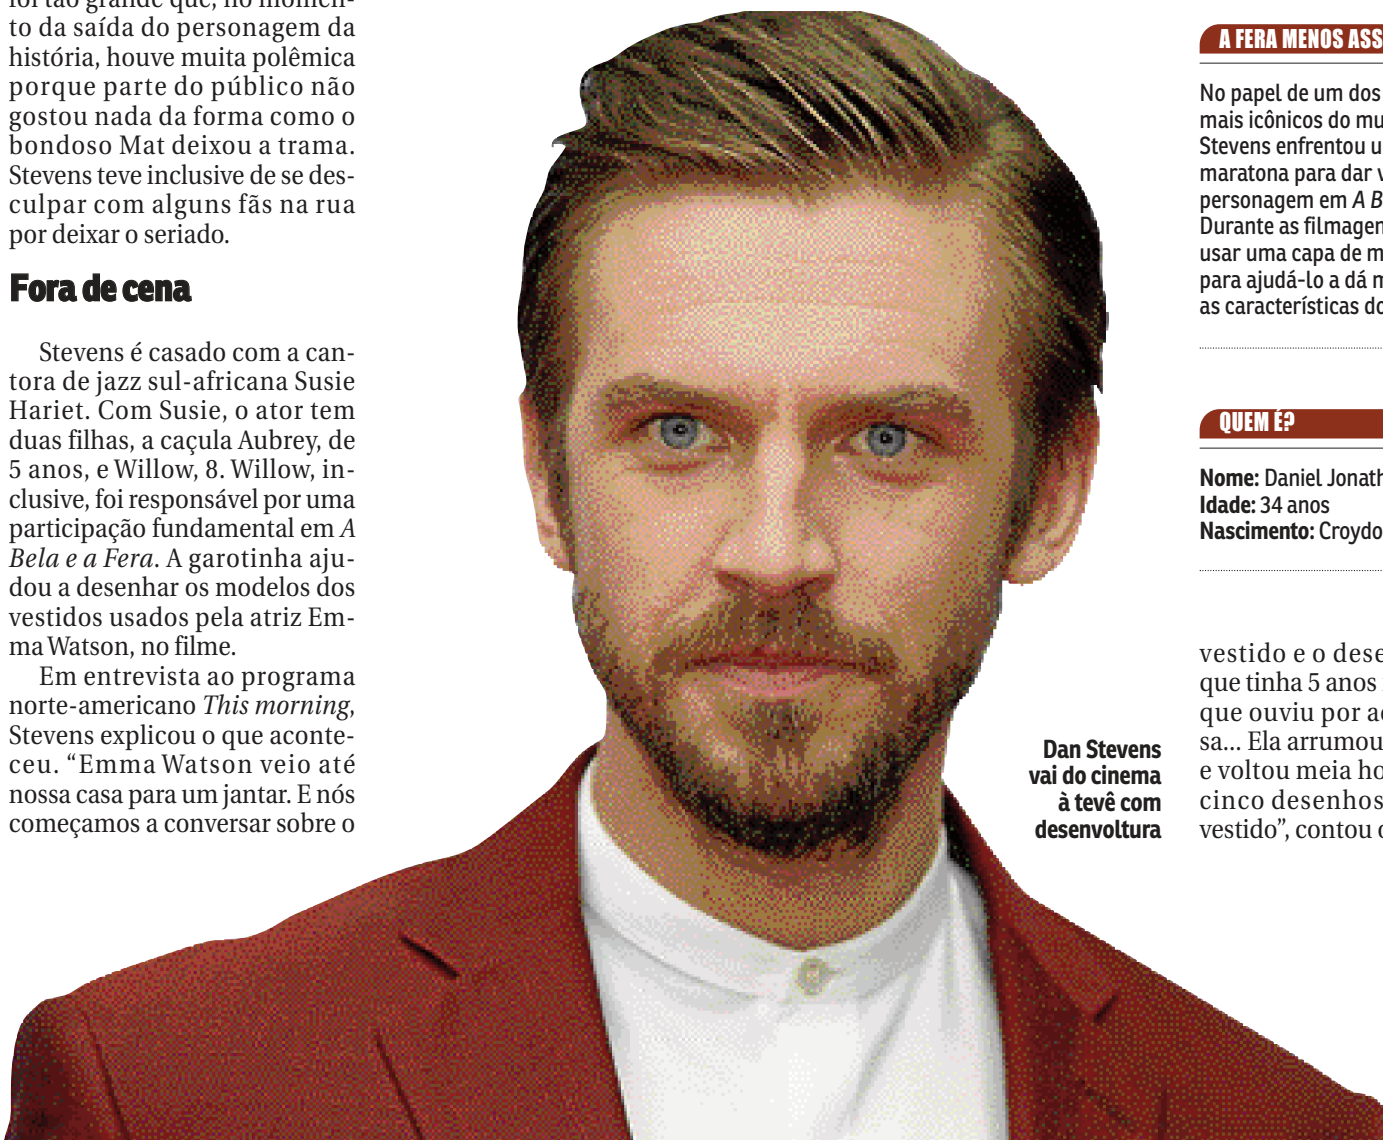 foi tão grande que, no momen-
to da saída do personagem da
história, houve muita polêmica
porque parte do público não
gostou nada da forma como o
bondoso Mat deixou a trama.
Stevens teve inclusive de se des-
culpar com alguns fãs na rua
por deixar o seriado.
Fora de cena
Stevens é casado com a can-
tora de jazz sul-africana Susie
Hariet. Com Susie, o ator tem
duas filhas, a caçula Aubrey, de
5 anos, e Willow, 8. Willow, in-
clusive, foi responsável por uma
participação fundamental em A
Bela e a Fera. A garotinha aju-
dou a desenhar os modelos dos
vestidos usados pela atriz Em-
ma Watson, no filme.
Em entrevista ao programa
norte-americano This morning,
Stevens explicou o que aconte-
ceu. “Emma Watson veio até
nossa casa para um jantar. E nós
começamos a conversar sobre o
Dan Stevens
vai do cinema
à tevê com
desenvoltura
A FERA MENOS ASS
No papel de um dos
mais icônicos do mu
Stevens enfrentou u
maratona para dar v
personagem em A B
Durante as filmagen
usar uma capa de m
para ajudá-lo a dá m
as características do
QUEM É?
Nome: Daniel Jonath
Idade: 34 anos
Nascimento: Croydo
vestido e o dese
que tinha 5 anos
que ouviu por ac
sa... Ela arrumou
e voltou meia ho
cinco desenhos
vestido”, contou o